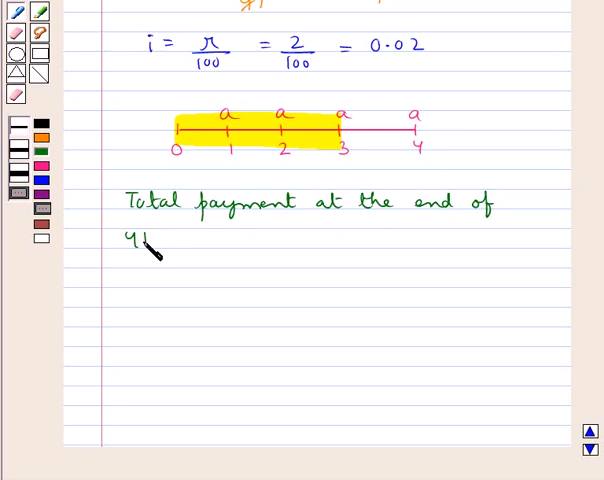 i = r/100 = 2/100 = 0.02
a a a a
0 1 2 3 4
Total payment at the end of